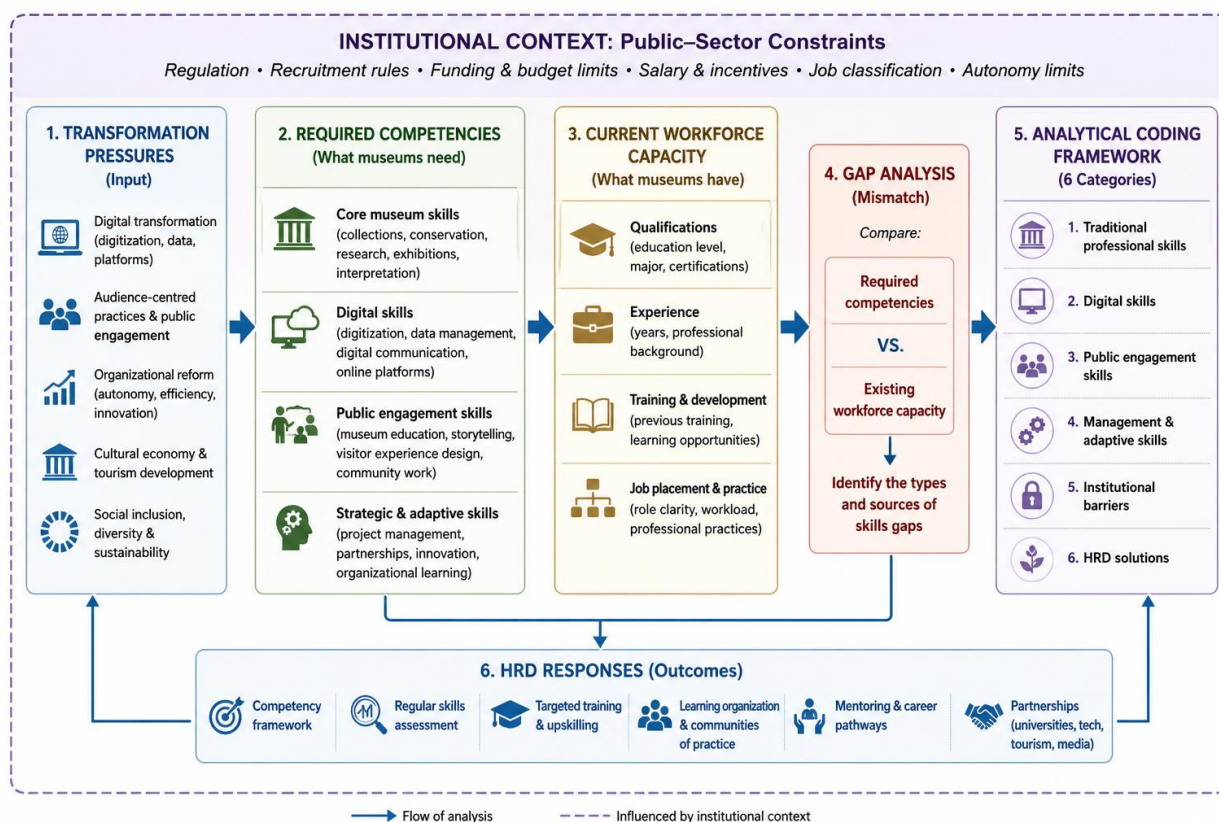 INSTITUTIONAL CONTEXT: Public–Sector Constraints
Regulation • Recruitment rules • Funding & budget limits • Salary & incentives • Job classification • Autonomy limits
1. TRANSFORMATION
PRESSURES
(Input)
Digital transformation
(digitization, data,
platforms)
Audience-centred
practices & public
engagement
Organizational reform
(autonomy, efficiency,
innovation)
Cultural economy &
tourism development
Social inclusion,
diversity &
sustainability
2. REQUIRED COMPETENCIES
(What museums need)
Core museum skills
(collections, conservation,
research, exhibitions,
interpretation)
Digital skills
(digitization, data management,
digital communication,
online platforms)
Public engagement skills
(museum education, storytelling,
visitor experience design,
community work)
Strategic & adaptive skills
(project management,
partnerships, innovation,
organizational learning)
3. CURRENT WORKFORCE
CAPACITY
(What museums have)
Qualifications
(education level,
major, certifications)
Experience
(years, professional
background)
Training & development
(previous training,
learning opportunities)
Job placement & practice
(role clarity, workload,
professional practices)
4. GAP ANALYSIS
(Mismatch)
Compare:
Required
competencies
VS.
Existing
workforce capacity
Identify the types
and sources of
skills gaps
5. ANALYTICAL CODING
FRAMEWORK
(6 Categories)
1. Traditional
professional skills
2. Digital skills
3. Public engagement
skills
4. Management &
adaptive skills
5. Institutional
barriers
6. HRD solutions
6. HRD RESPONSES (Outcomes)
Competency
framework
Regular skills
assessment
Targeted training
& upskilling
Learning organization
& communities
of practice
Mentoring & career
pathways
Partnerships
(universities, tech,
tourism, media)
Flow of analysis
Influenced by institutional context